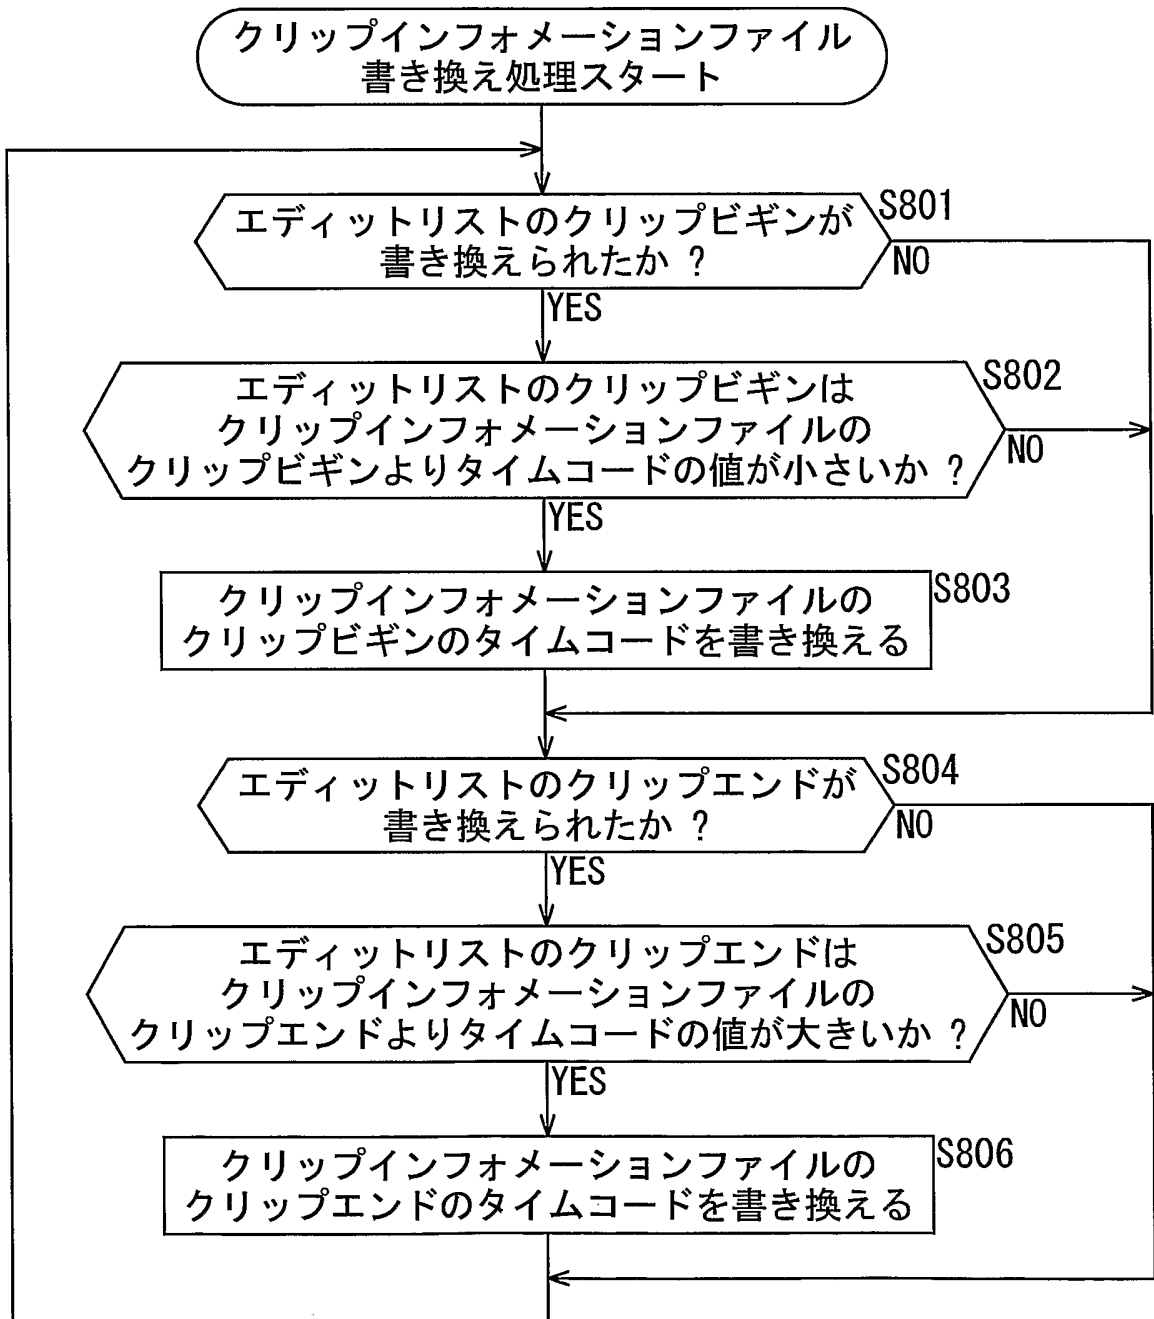 クリップインフォメーションファイル
書き換え処理スタート
エディットリストのクリップビギンが
書き換えられたか ?
S801
NO
YES
エディットリストのクリップビギンは
クリップインフォメーションファイルの
クリップビギンよりタイムコードの値が小さいか ?
S802
NO
YES
クリップインフォメーションファイルの
クリップビギンのタイムコードを書き換える
S803
エディットリストのクリップエンドが
書き換えられたか ?
S804
NO
YES
エディットリストのクリップエンドは
クリップインフォメーションファイルの
クリップエンドよりタイムコードの値が大きいか ?
S805
NO
YES
クリップインフォメーションファイルの
クリップエンドのタイムコードを書き換える
S806